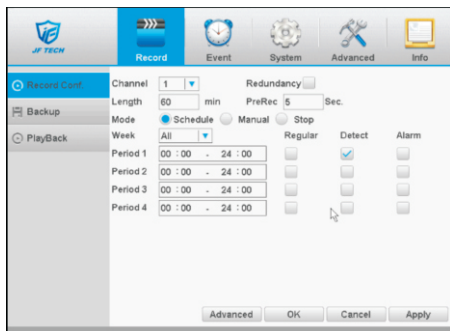 JF TECH
Record
Event
System
Advanced
Info
Record Conf.
Backup
PlayBack
Channel 1 Redundancy
Length 60 min PreRec 5 Sec.
Mode Schedule Manual Stop
Week All Regular Detect Alarm
Period 1 00 : 00 - 24 : 00
Period 2 00 : 00 - 24 : 00
Period 3 00 : 00 - 24 : 00
Period 4 00 : 00 - 24 : 00
Advanced OK Cancel Apply